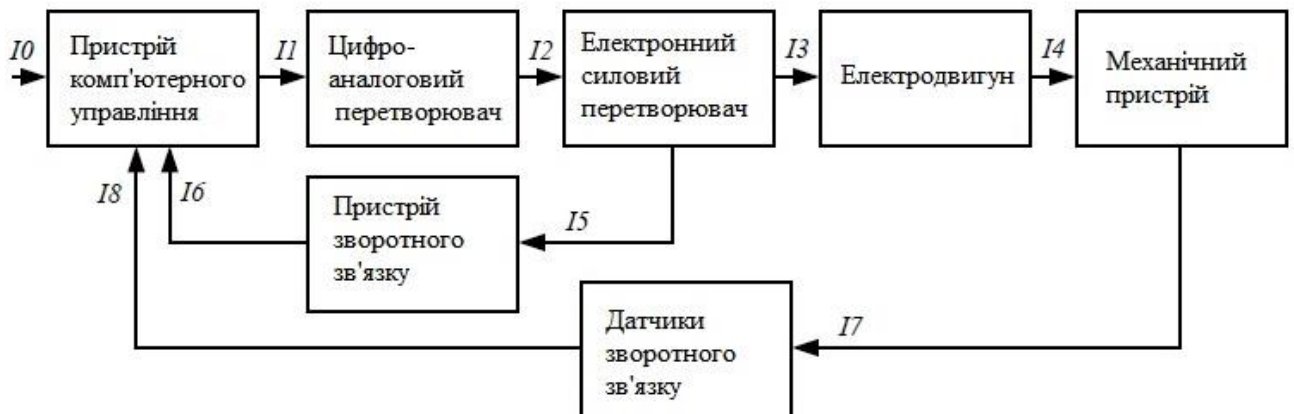 I0
Пристрій
комп'ютерного
управління
I1
Цифро-
аналоговий
перетворювач
I2
Електронний
силовий
перетворювач
I3
Електродвигун
I4
Механічний
пристрій
I8
I6
Пристрій
зворотного
зв'язку
I5
Датчики
зворотного
зв'язку
I7